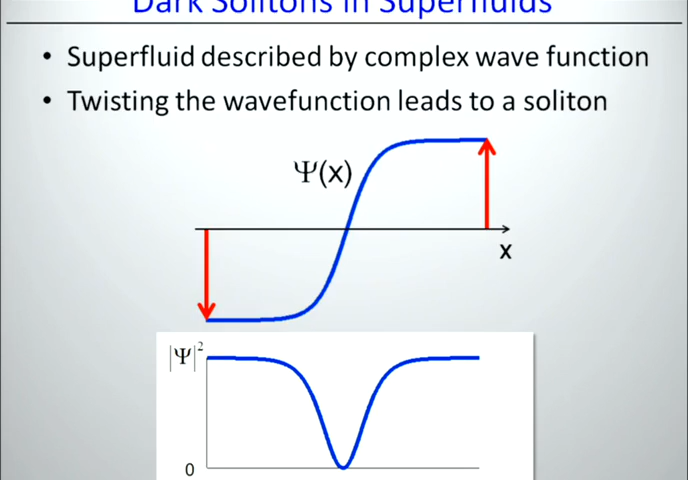 Dark Solitons in Superfluids
• Superfluid described by complex wave function
• Twisting the wavefunction leads to a soliton
Ψ(x)
x
|Ψ|²
0